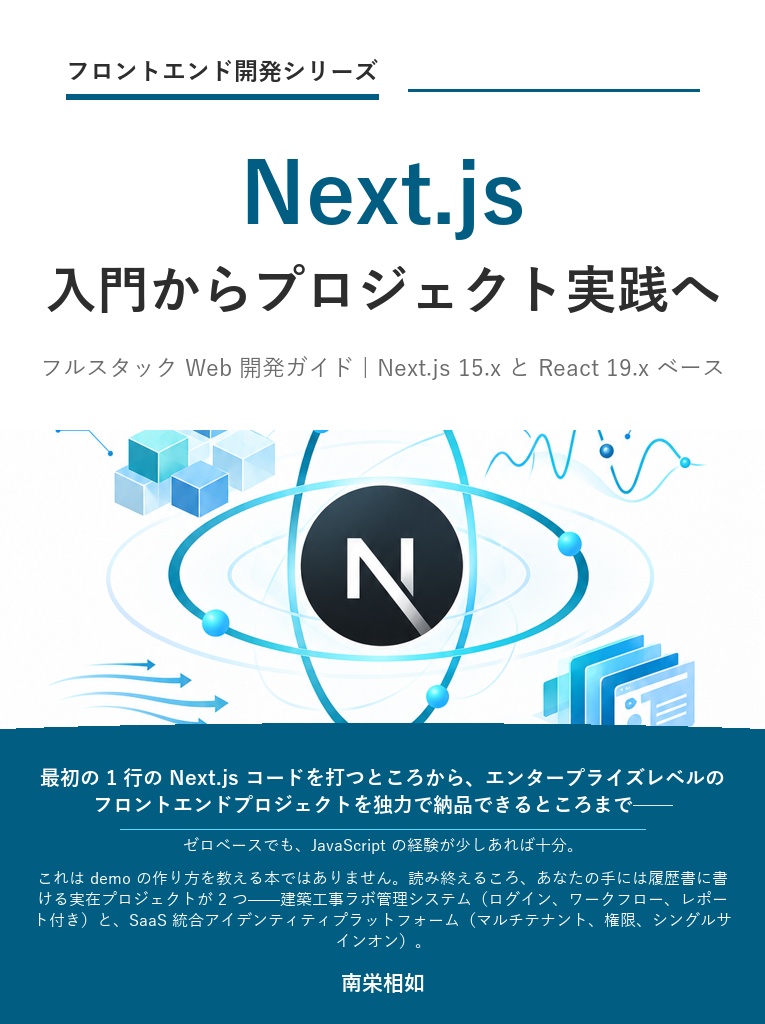 フロントエンド開発シリーズ
Next.js
入門からプロジェクト実践へ
フルスタック Web 開発ガイド｜Next.js 15.x と React 19.x ベース
N
最初の 1 行の Next.js コードを打つところから、エンタープライズレベルの
フロントエンドプロジェクトを独力で納品できるところまで——
ゼロベースでも、JavaScript の経験が少しあれば十分。
これは demo の作り方を教える本ではありません。読み終えるころ、あなたの手には履歴書に書
ける実在プロジェクトが 2 つ——建築工事ラボ管理システム（ログイン、ワークフロー、レポー
ト付き）と、SaaS 統合アイデンティティプラットフォーム（マルチテナント、権限、シングルサ
インオン）。
南栄相如